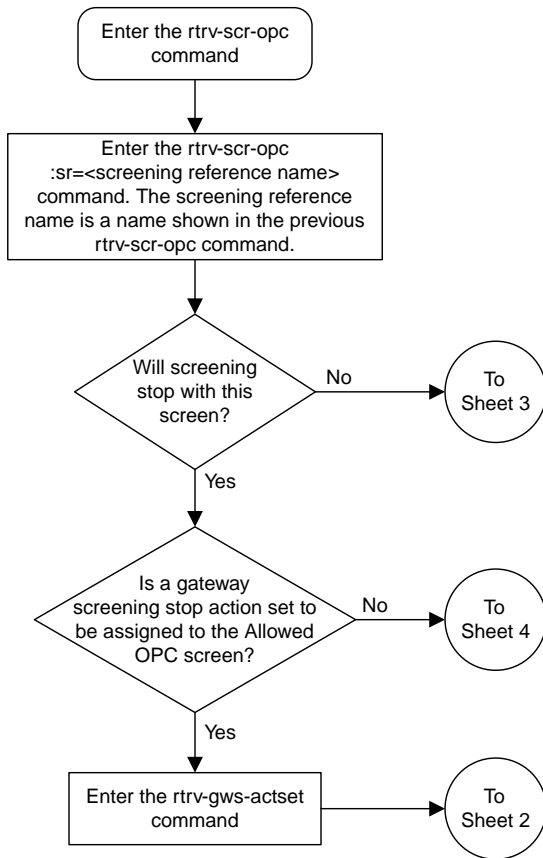 Enter the rtrv-scr-opc
command
Enter the rtrv-scr-opc
:sr=<screening reference name>
command. The screening reference
name is a name shown in the previous
rtrv-scr-opc command.
Will screening
stop with this
screen?
No
To
Sheet 3
Yes
Is a gateway
screening stop action set to
be assigned to the Allowed
OPC screen?
No
To
Sheet 4
Yes
Enter the rtrv-gws-actset
command
To
Sheet 2